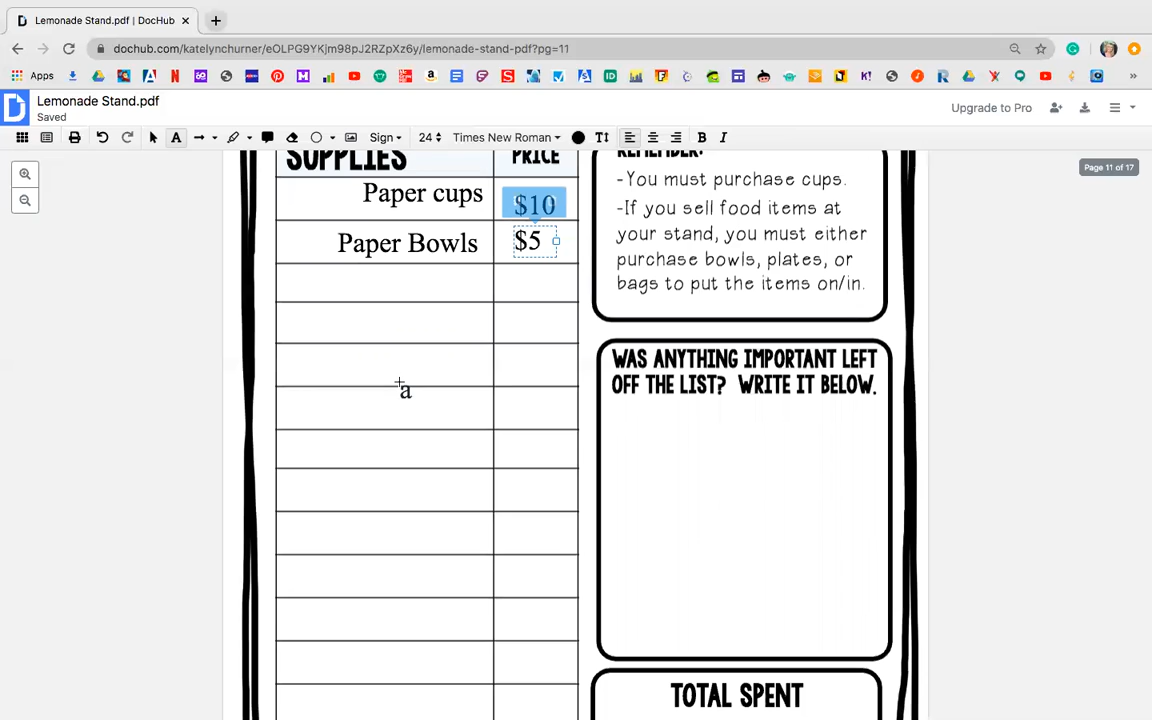 Lemonade Stand.pdf | DocHub
dochub.com/katelynchurner/eOLPG9YKjm98pJ2RZpXz6y/lemonade-stand-pdf?pg=11
Apps
Lemonade Stand.pdf
Saved
Upgrade to Pro
A Sign 24 Times New Roman B I
Page 11 of 17
SUPPLIES PRICE
Paper cups $10
Paper Bowls $5
a
REMEMBER:
-You must purchase cups.
-If you sell food items at
your stand, you must either
purchase bowls, plates, or
bags to put the items on/in.
WAS ANYTHING IMPORTANT LEFT
OFF THE LIST? WRITE IT BELOW.
TOTAL SPENT